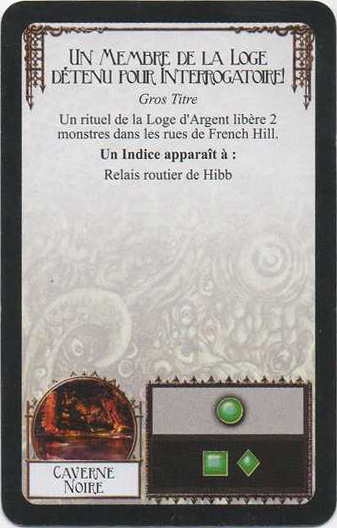 Un Membre de la Loge
détenu pour Interrogatoire!
Gros Titre
Un rituel de la Loge d'Argent libère 2
monstres dans les rues de French Hill.
Un Indice apparaît à :
Relais routier de Hibb
Caverne
Noire